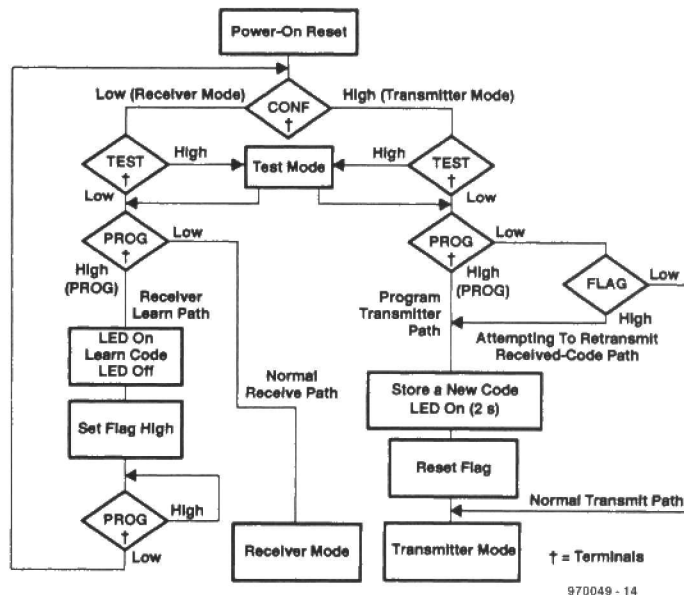 Power-On Reset
Low (Receiver Mode)
High (Transmitter Mode)
CONF
†
TEST
†
High
Test Mode
High
TEST
†
Low
Low
PROG
†
Low
PROG
†
Low
High
(PROG)
High
(PROG)
FLAG
Low
High
Receiver
Learn Path
Program
Transmitter
Path
Attempting To Retransmit
Received-Code Path
LED On
Learn Code
LED Off
Normal
Receive Path
Store a New Code
LED On (2 s)
Set Flag High
Reset Flag
PROG
†
High
Low
Normal Transmit Path
Receiver Mode
Transmitter Mode
† = Terminals
970049 - 14